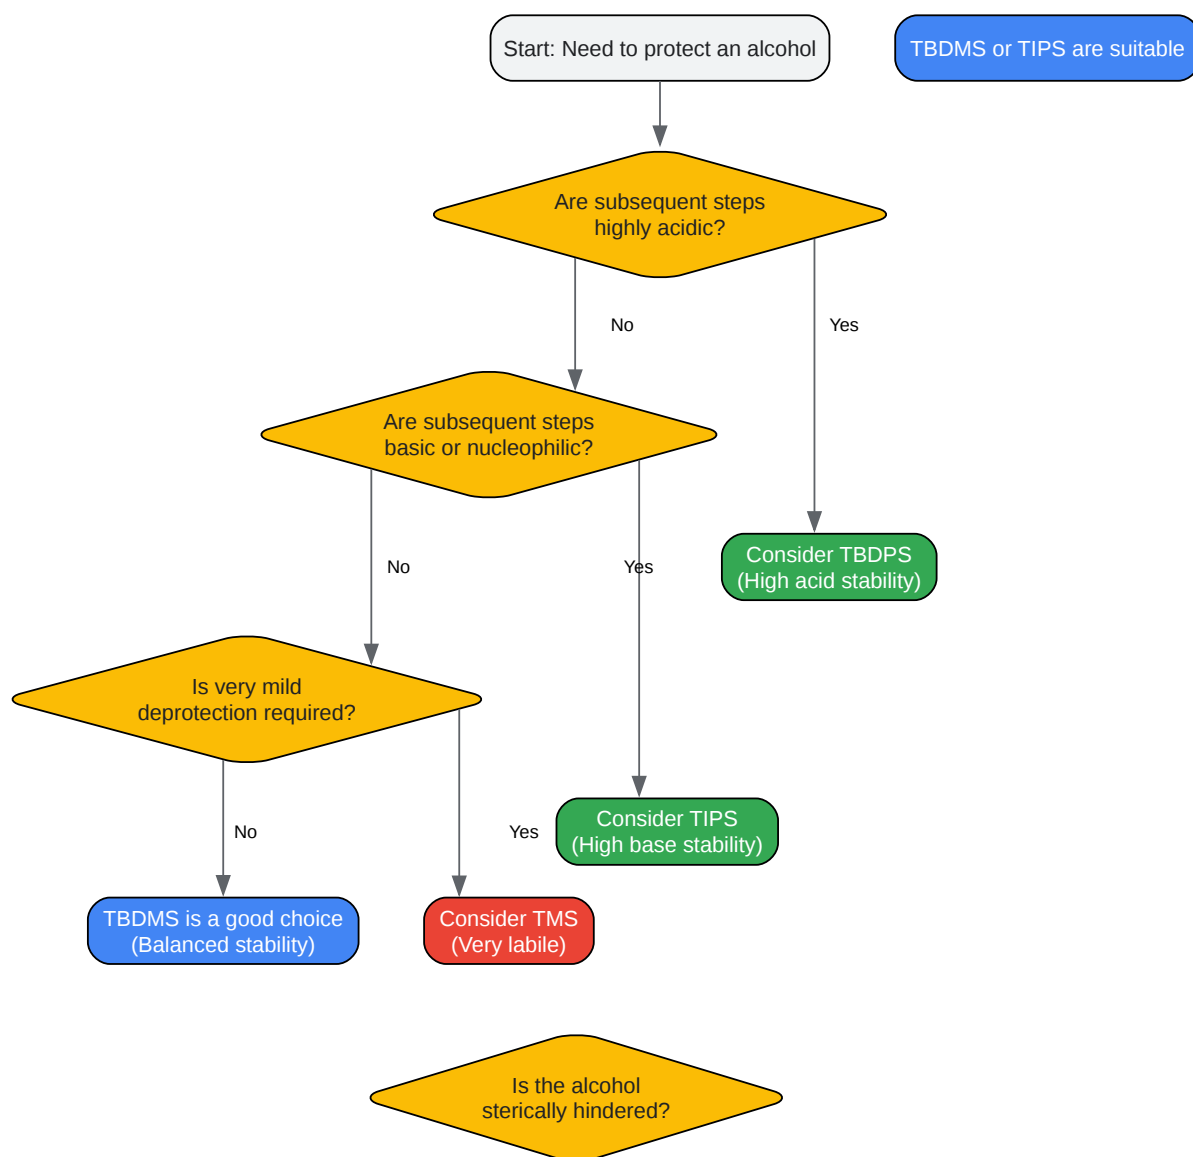 Start: Need to protect an alcohol
TBDMS or TIPS are suitable
Are subsequent steps
highly acidic?
No
Yes
Are subsequent steps
basic or nucleophilic?
Consider TBDPS
(High acid stability)
No
Yes
Is very mild
deprotection required?
Consider TIPS
(High base stability)
No
Yes
TBDMS is a good choice
(Balanced stability)
Consider TMS
(Very labile)
Is the alcohol
sterically hindered?